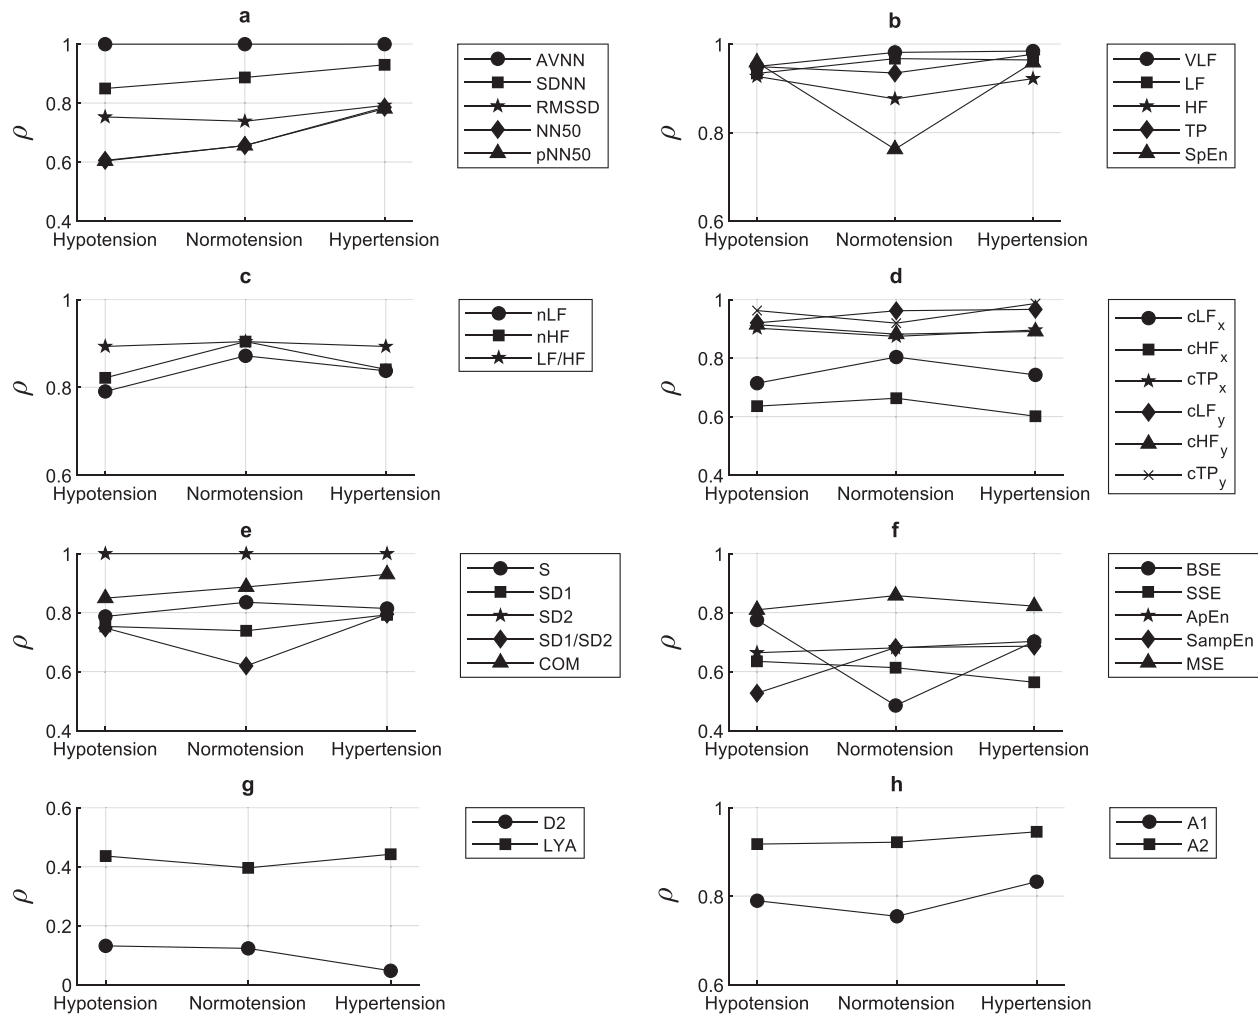 a
1
0.8
0.6
0.4
ρ
Hypotension Normotension Hypertension
AVNN
SDNN
RMSSD
NN50
pNN50
b
1
0.8
0.6
ρ
Hypotension Normotension Hypertension
VLF
LF
HF
TP
SpEn
c
1
0.8
0.6
ρ
Hypotension Normotension Hypertension
nLF
nHF
LF/HF
d
1
0.8
0.6
0.4
ρ
Hypotension Normotension Hypertension
cLFx
cHFx
cTPx
cLFy
cHFy
cTPy
e
1
0.8
0.6
0.4
ρ
Hypotension Normotension Hypertension
S
SD1
SD2
SD1/SD2
COM
f
1
0.8
0.6
0.4
ρ
Hypotension Normotension Hypertension
BSE
SSE
ApEn
SampEn
MSE
g
0.6
0.4
0.2
0
ρ
Hypotension Normotension Hypertension
D2
LYA
h
1
0.8
0.6
ρ
Hypotension Normotension Hypertension
A1
A2